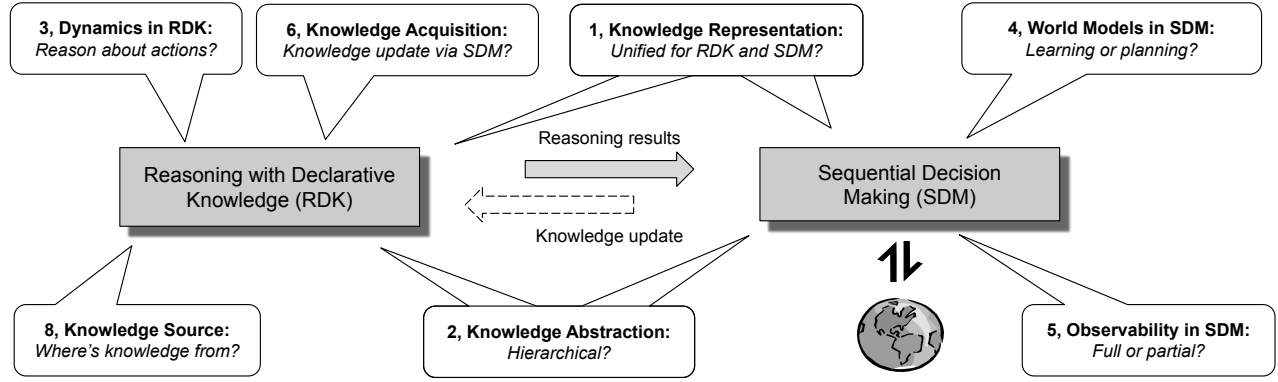 3, Dynamics in RDK:
Reason about actions?
6, Knowledge Acquisition:
Knowledge update via SDM?
1, Knowledge Representation:
Unified for RDK and SDM?
4, World Models in SDM:
Learning or planning?
Reasoning with Declarative
Knowledge (RDK)
Reasoning results
Knowledge update
Sequential Decision
Making (SDM)
8, Knowledge Source:
Where's knowledge from?
2, Knowledge Abstraction:
Hierarchical?
5, Observability in SDM:
Full or partial?